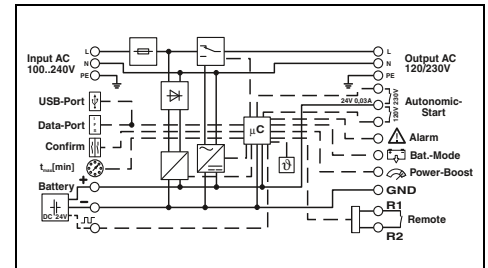 L
Input AC
N
100..240V
PE
USB-Port
Data-Port
Confirm
t [min]
Battery
+
−
DC 24V
µC
ϑ
L
Output AC
N
120/230V
PE
24V 0,03A
120V 230V
Autonomic-
Start
Alarm
Bat.-Mode
Power-Boost
GND
R1
Remote
R2